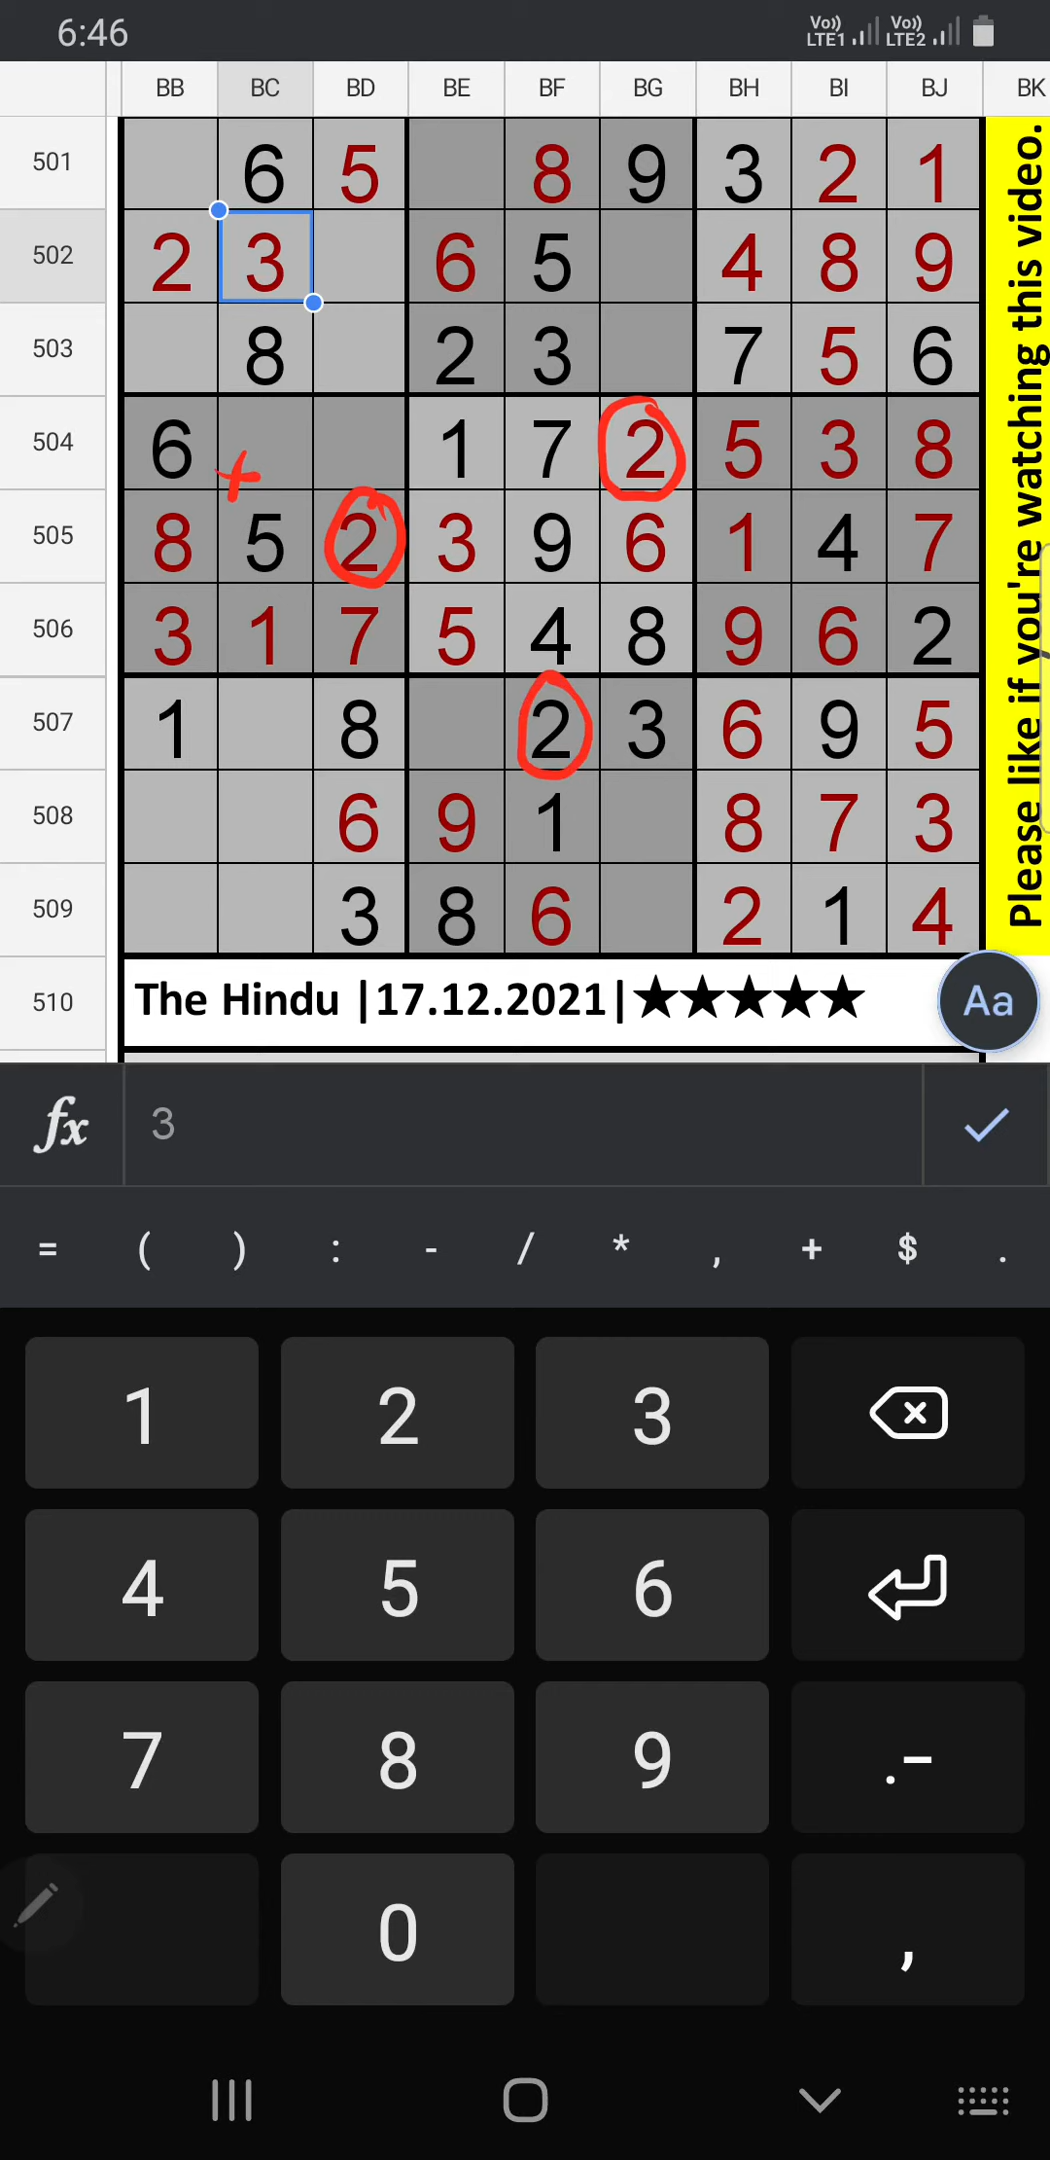 6:46
Vo)) LTE1 Vo)) LTE2
BB BC BD BE BF BG BH BI BJ BK
501 6 5 8 9 3 2 1
502 2 3 6 5 4 8 9
503 8 2 3 7 5 6
504 6 1 7 2 5 3 8
505 8 5 2 3 9 6 1 4 7
506 3 1 7 5 4 8 9 6 2
507 1 8 2 3 6 9 5
508 6 9 1 8 7 3
509 3 8 6 2 1 4
Please like if you're watching this video.
510 The Hindu |17.12.2021|★★★★★
Aa
fx 3
= ( ) : - / * , + $ .
1 2 3
4 5 6
7 8 9 .-
0 ,